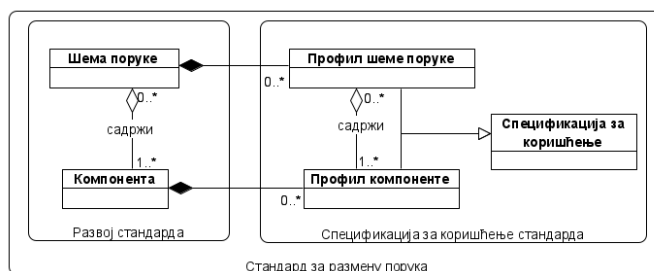 Шема поруке
Профил шеме поруке
0..*
0..*
0..*
садржи
садржи
Спецификација за
коришћење
1..*
1..*
Компонента
Профил компоненте
0..*
Развој стандарда
Спецификација за коришћење стандарда
Стандард за размену порука